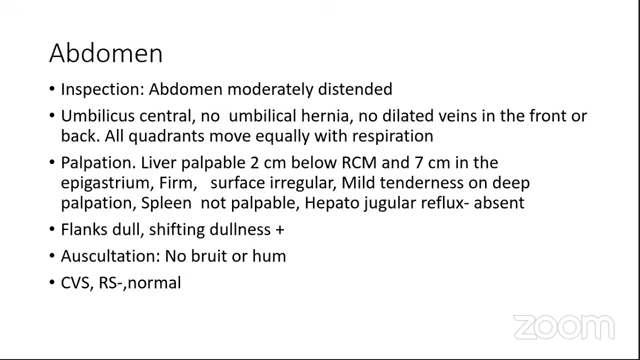 Abdomen
• Inspection: Abdomen moderately distended
• Umbilicus central, no  umbilical hernia, no dilated veins in the front or
back. All quadrants move equally with respiration
• Palpation. Liver palpable 2 cm below RCM and 7 cm in the
epigastrium, Firm,   surface irregular, Mild tenderness on deep
palpation, Spleen  not palpable, Hepato jugular reflux- absent
• Flanks dull, shifting dullness +
• Auscultation: No bruit or hum
• CVS, RS-,normal
zoom